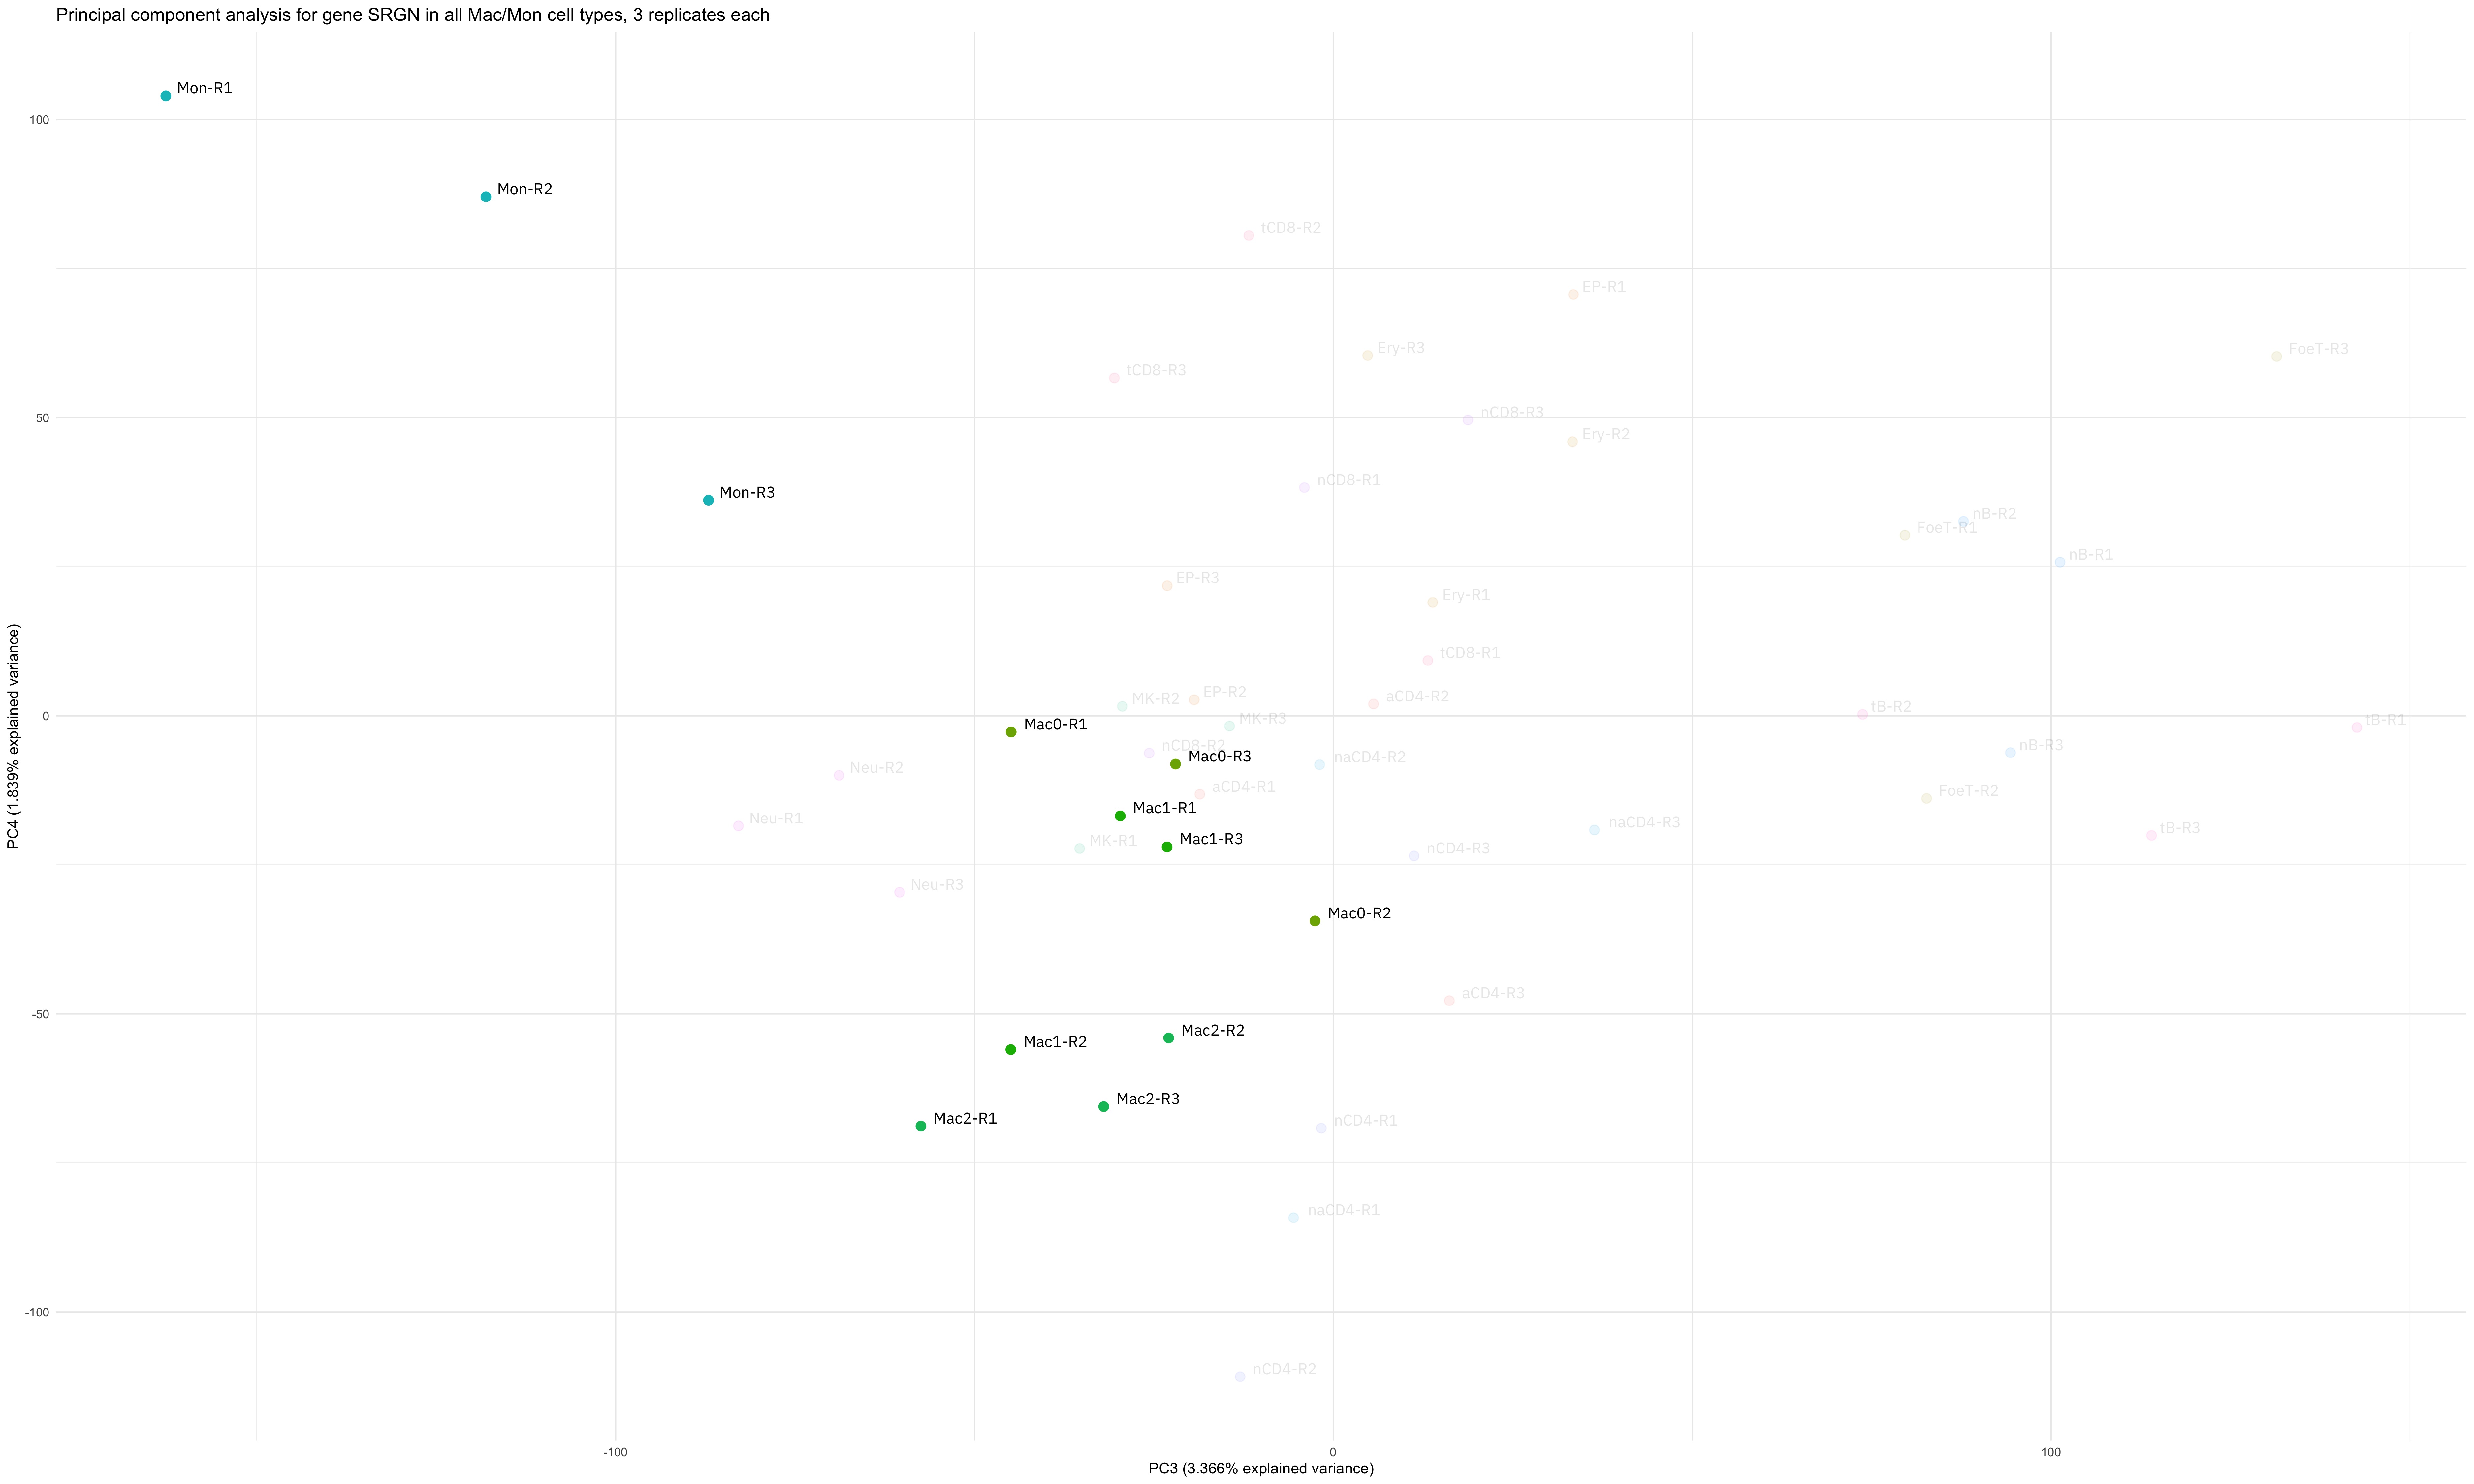 Principal component analysis for gene SRGN in all Mac/Mon cell types, 3 replicates each
Mon-R1
100
Mon-R2
tCD8-R2
EP-R1
Ery-R3
FoeT-R3
tCD8-R3
50
nCD8-R3
Ery-R2
nCD8-R1
Mon-R3
nB-R2
FoeT-R1
nB-R1
EP-R3
Ery-R1
tCD8-R1
MK-R2
EP-R2
aCD4-R2
tB-R2
0
MK-R3
tB-R1
Mac0-R1
nCD8-R2
nB-R3
Mac0-R3
naCD4-R2
Neu-R2
aCD4-R1
FoeT-R2
Mac1-R1
Neu-R1
naCD4-R3
tB-R3
Mac1-R3
MK-R1
nCD4-R3
Neu-R3
Mac0-R2
aCD4-R3
-50
Mac2-R2
Mac1-R2
Mac2-R3
Mac2-R1
nCD4-R1
naCD4-R1
-100
nCD4-R2
-100
0
100
PC3 (3.366% explained variance)
PC4 (1.839% explained variance)